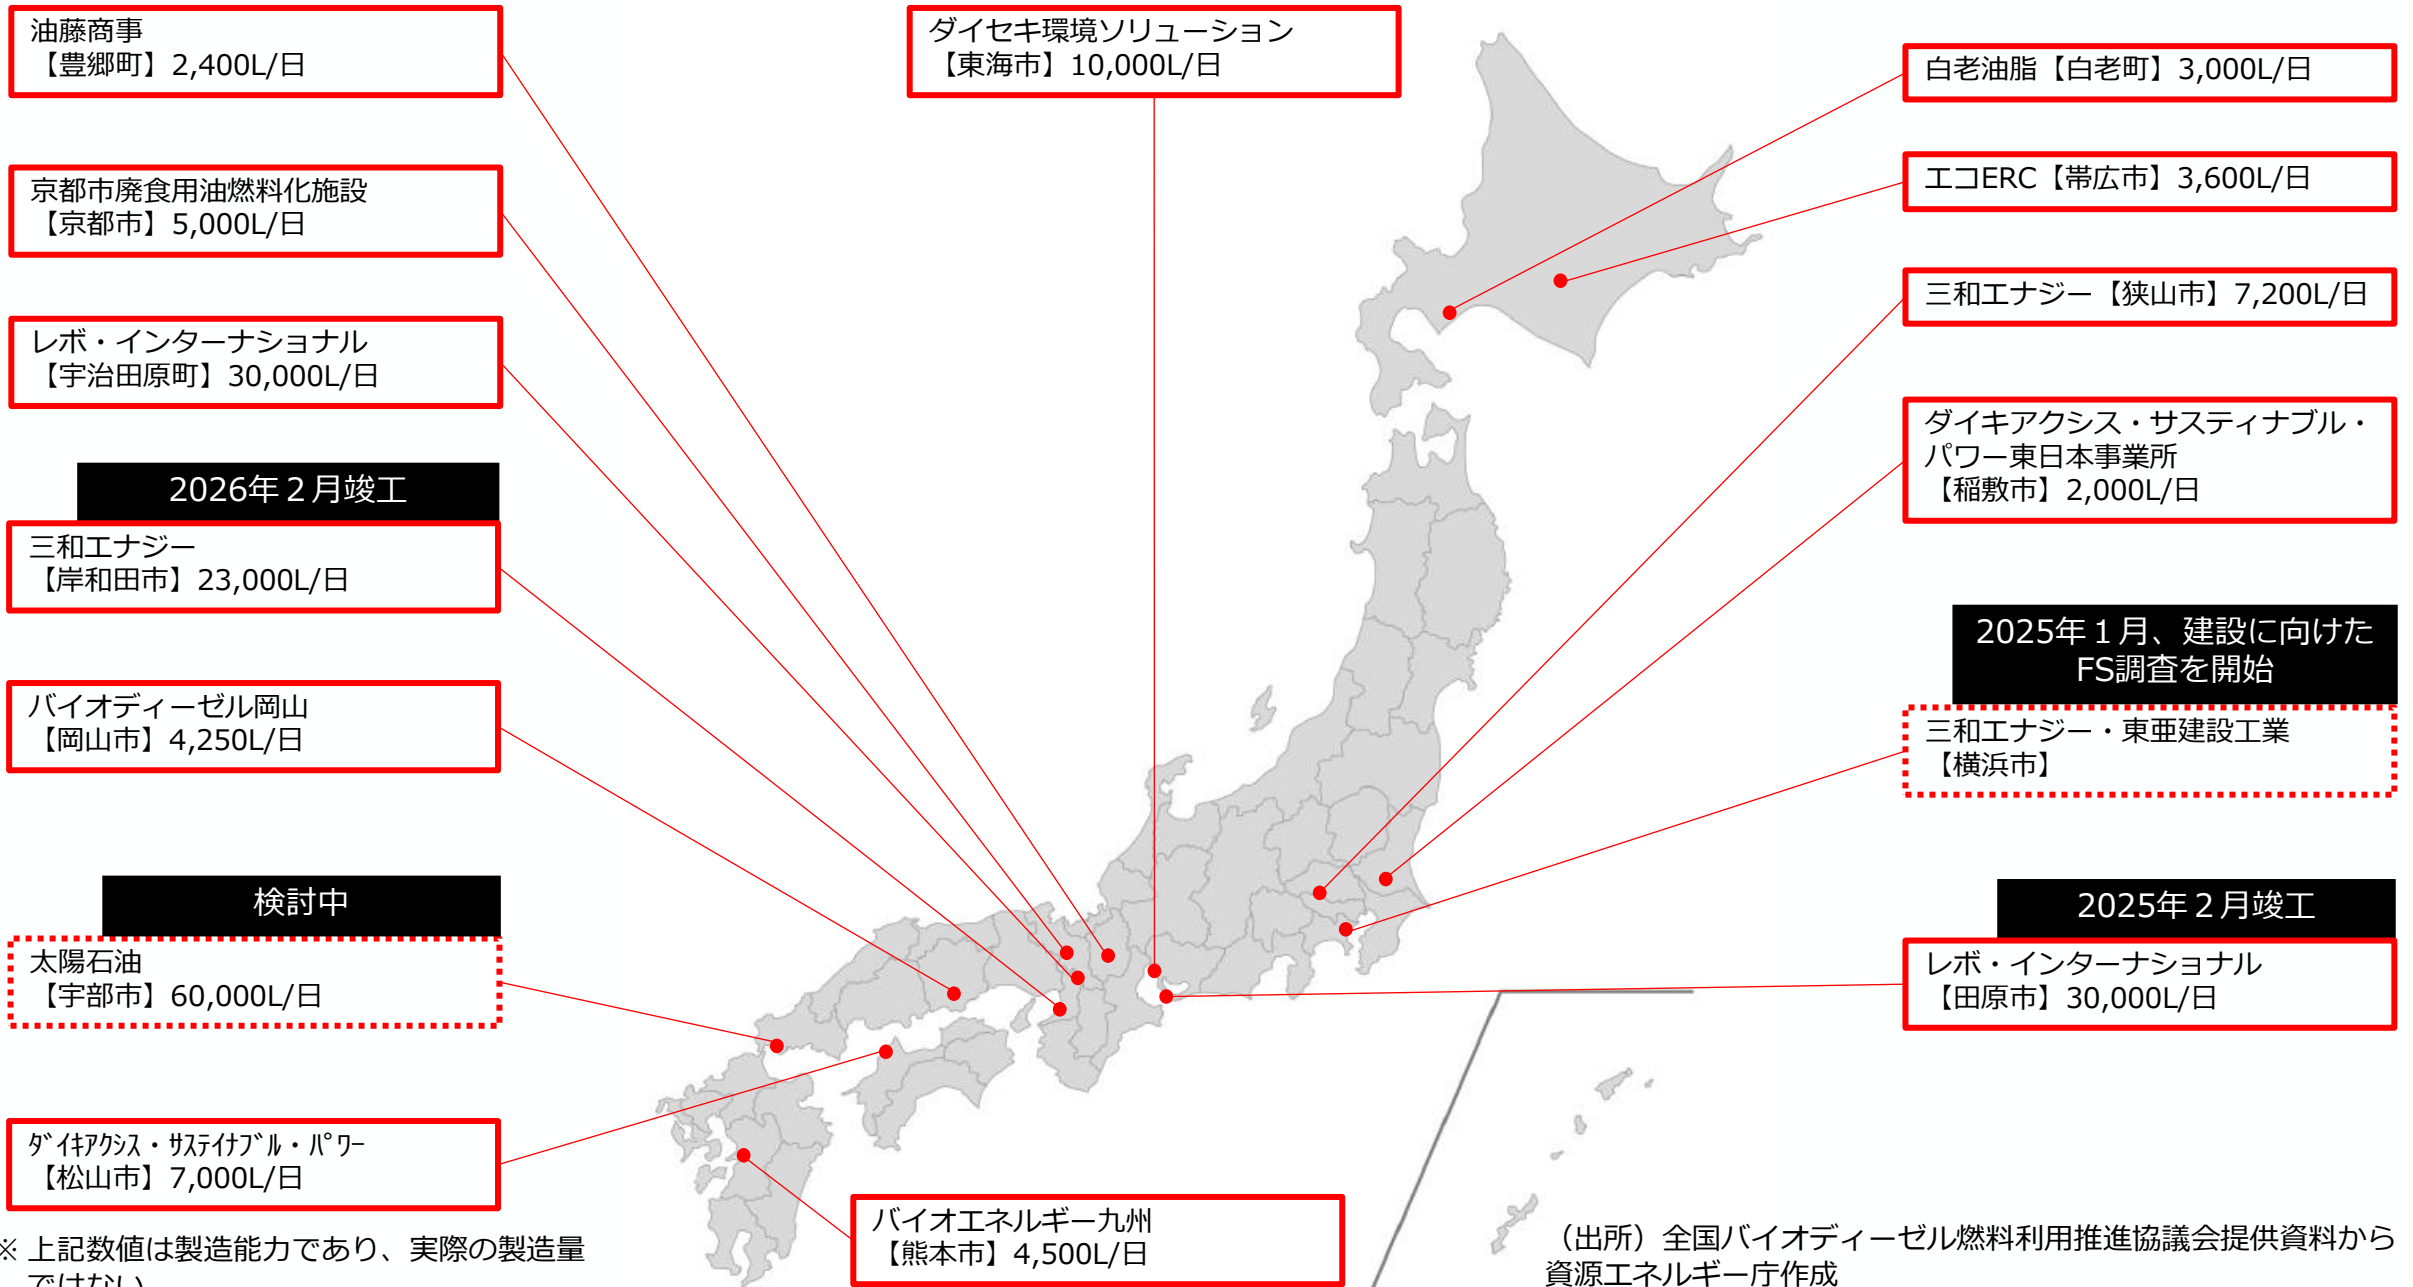 油藤商事
【豊郷町】2,400L/日
京都市廃食用油燃料化施設
【京都市】5,000L/日
レボ・インターナショナル
【宇治田原町】30,000L/日
2026年２月竣工
三和エナジー
【岸和田市】23,000L/日
バイオディーゼル岡山
【岡山市】4,250L/日
検討中
太陽石油
【宇部市】60,000L/日
ﾀﾞｲｷｱｸｼｽ・ｻｽﾃｲﾅﾌﾞﾙ・ﾊﾟﾜｰ
【松山市】7,000L/日
※ 上記数値は製造能力であり、実際の製造量
ではない
ダイセキ環境ソリューション
【東海市】10,000L/日
バイオエネルギー九州
【熊本市】4,500L/日
白老油脂【白老町】3,000L/日
エコERC【帯広市】3,600L/日
三和エナジー【狭山市】7,200L/日
ダイキアクシス・サスティナブル・
パワー東日本事業所
【稲敷市】2,000L/日
2025年１月、建設に向けた
FS調査を開始
三和エナジー・東亜建設工業
【横浜市】
2025年２月竣工
レボ・インターナショナル
【田原市】30,000L/日
（出所）全国バイオディーゼル燃料利用推進協議会提供資料から
資源エネルギー庁作成